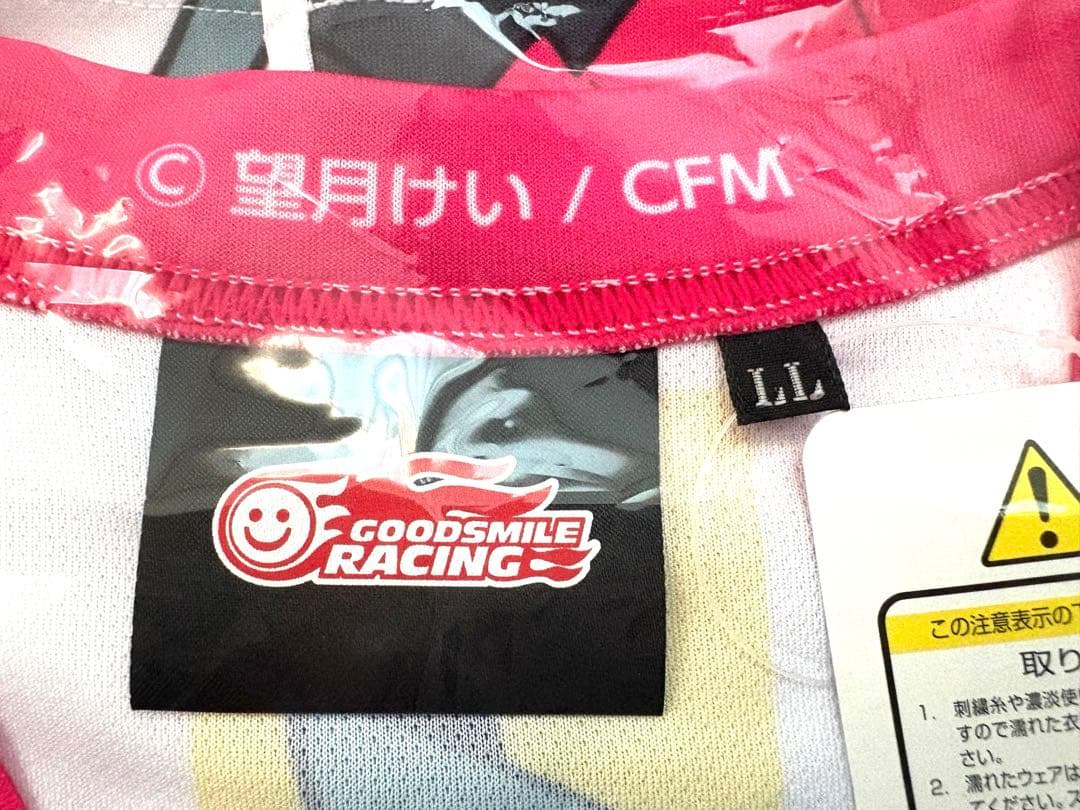 © 望月けい / CFM
LL
GOODSMILE
RACING
この注意表示の下
取り
1. 刺繍糸や濃淡使
すので濡れた衣
さい。
2. 濡れたウェアは